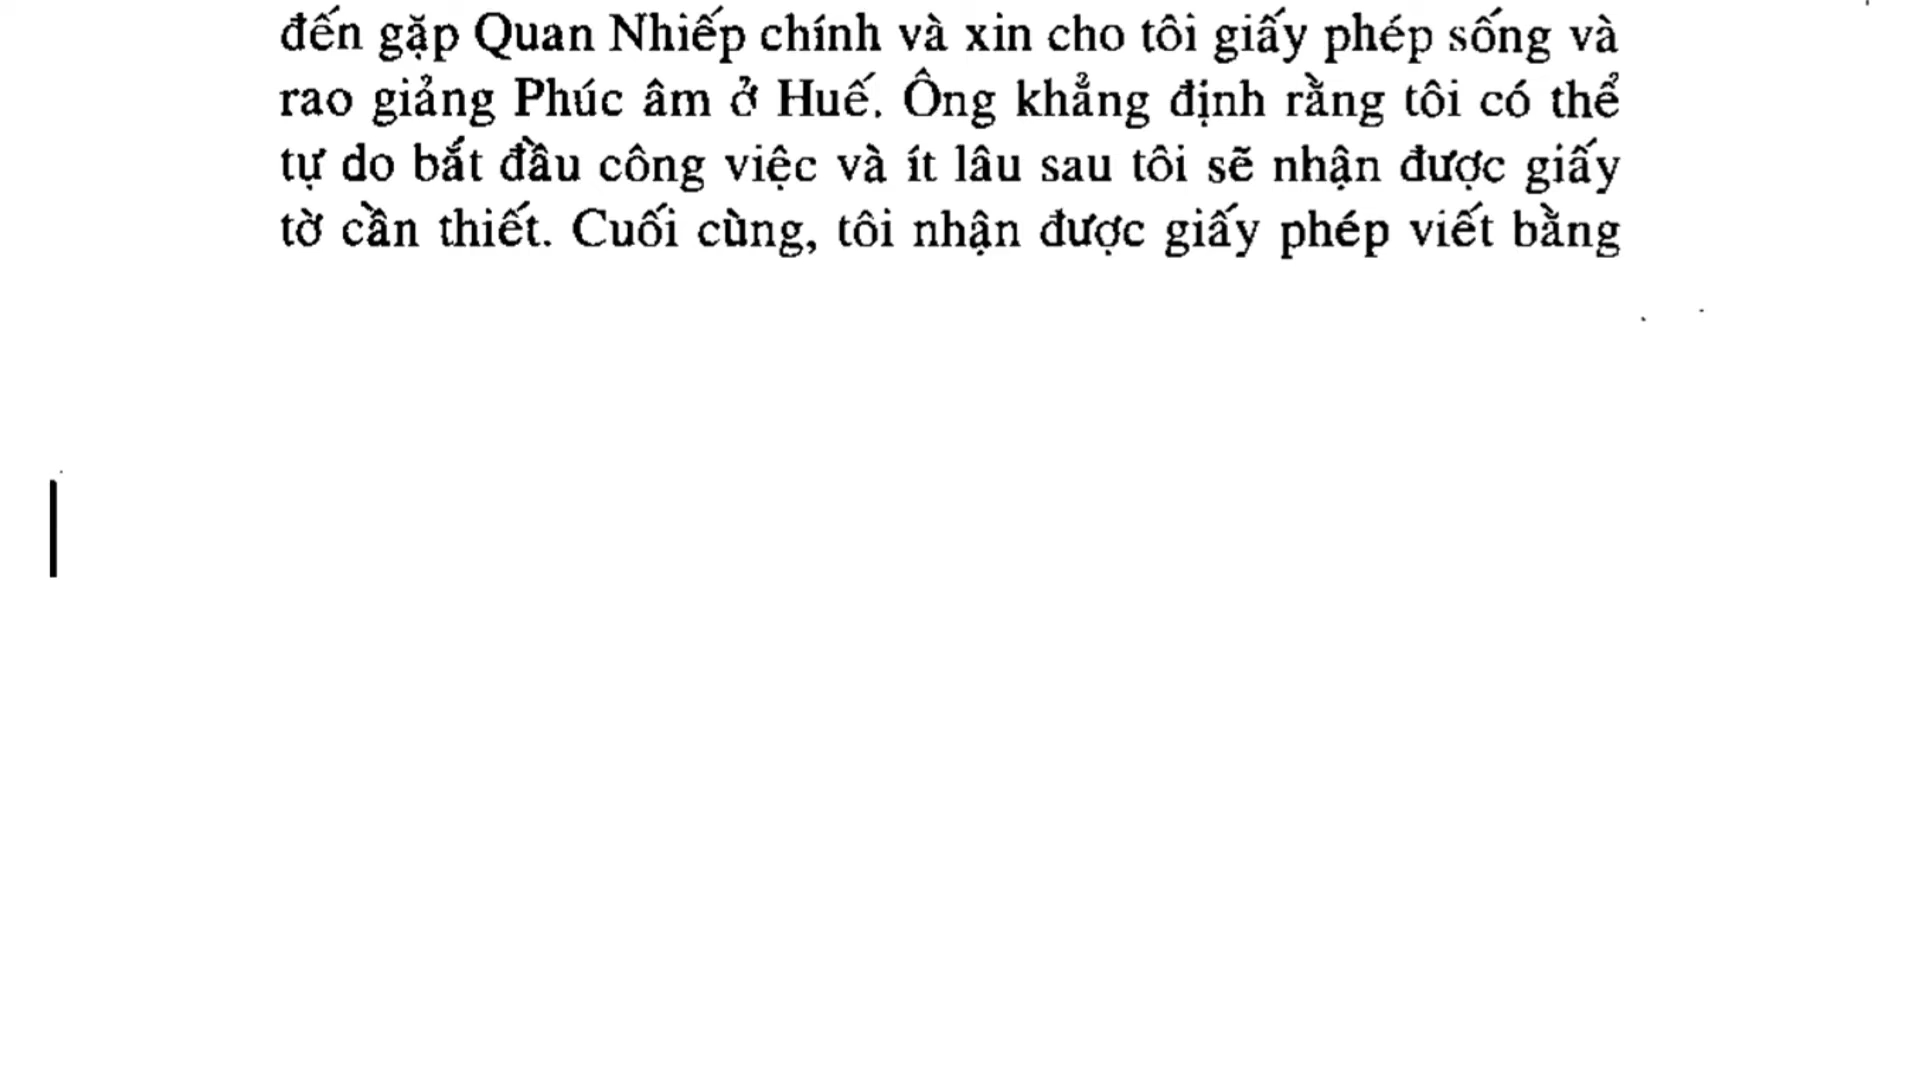 đến gặp Quan Nhiếp chính và xin cho tôi giấy phép sống và
rao giảng Phúc âm ở Huế. Ông khẳng định rằng tôi có thể
tự do bắt đầu công việc và ít lâu sau tôi sẽ nhận được giấy
tờ cần thiết. Cuối cùng, tôi nhận được giấy phép viết bằng